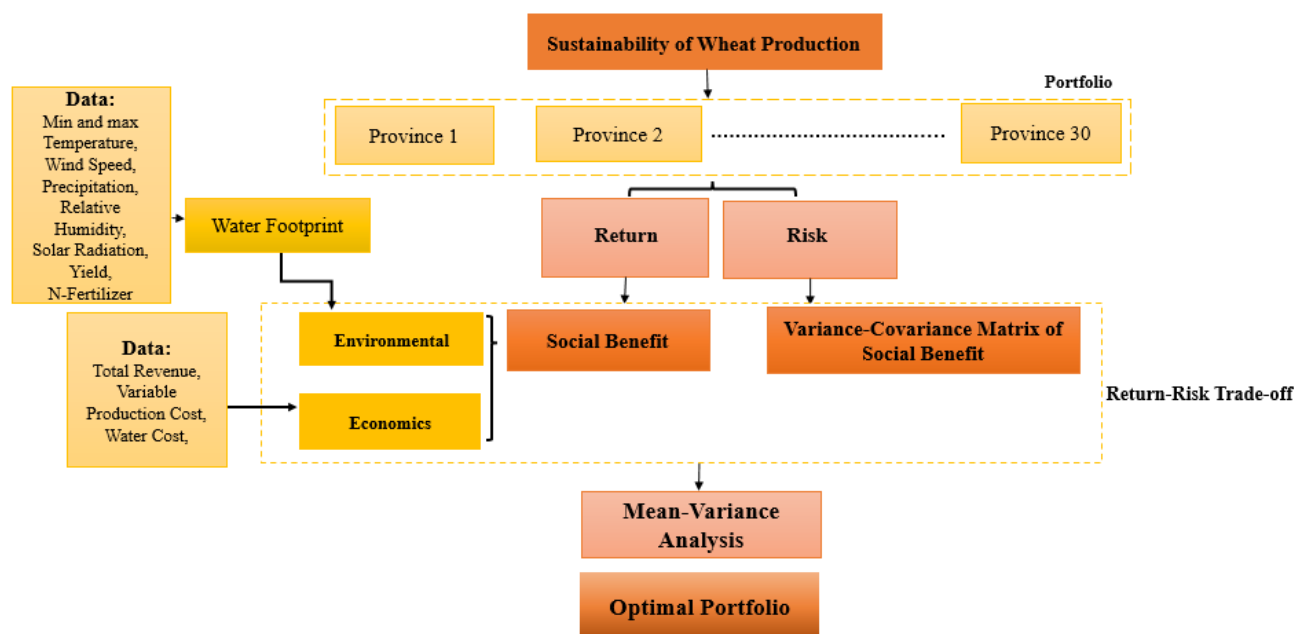 Sustainability of Wheat Production
Portfolio
Province 1
Province 2
Province 30
Data:
Min and max
Temperature,
Wind Speed,
Precipitation,
Relative
Humidity,
Solar Radiation,
Yield,
N-Fertilizer
Water Footprint
Return
Risk
Data:
Total Revenue,
Variable
Production Cost,
Water Cost,
Environmental
Economics
Social Benefit
Variance-Covariance Matrix of
Social Benefit
Return-Risk Trade-off
Mean-Variance
Analysis
Optimal Portfolio